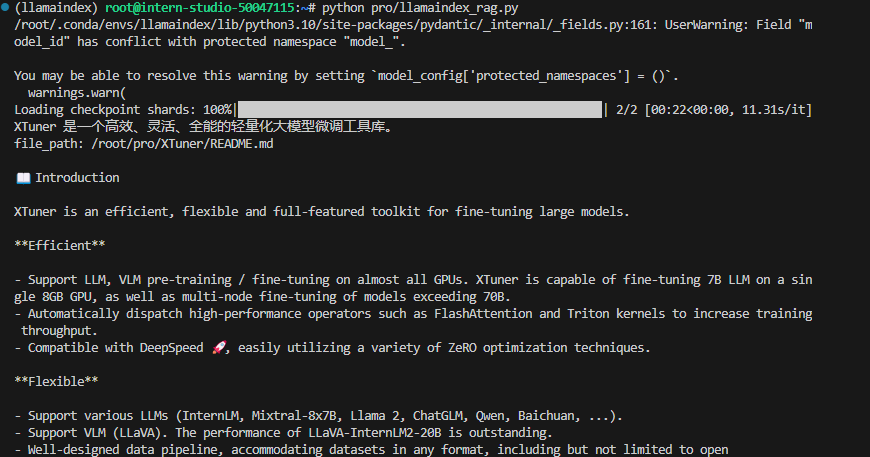 (llamaindex) root@intern-studio-50047115:~# python pro/llamaindex_rag.py
/root/.conda/envs/llamaindex/lib/python3.10/site-packages/pydantic/_internal/_fields.py:161: UserWarning: Field "m
odel_id" has conflict with protected namespace "model_".
You may be able to resolve this warning by setting `model_config['protected_namespaces'] = ()`.
warnings.warn(
Loading checkpoint shards: 100%| | 2/2 [00:22<00:00, 11.31s/it]
XTuner 是一个高效、灵活、全能的轻量化大模型微调工具库。
file_path: /root/pro/XTuner/README.md
📖 Introduction
XTuner is an efficient, flexible and full-featured toolkit for fine-tuning large models.
**Efficient**
- Support LLM, VLM pre-training / fine-tuning on almost all GPUs. XTuner is capable of fine-tuning 7B LLM on a sin
gle 8GB GPU, as well as multi-node fine-tuning of models exceeding 70B.
- Automatically dispatch high-performance operators such as FlashAttention and Triton kernels to increase training
throughput.
- Compatible with DeepSpeed 🚀, easily utilizing a variety of ZeRO optimization techniques.
**Flexible**
- Support various LLMs (InternLM, Mixtral-8x7B, Llama 2, ChatGLM, Qwen, Baichuan, ...).
- Support VLM (LLaVA). The performance of LLaVA-InternLM2-20B is outstanding.
- Well-designed data pipeline, accommodating datasets in any format, including but not limited to open